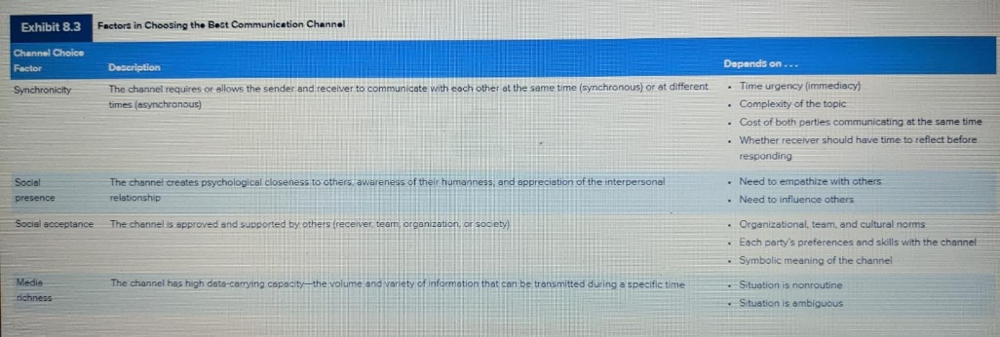 Exhibit 8.3 Factors in Choosing the Best Communication Channel
Channel Choice
Factor Description Depends on ...
Synchronicity The channel requires or allows the sender and receiver to communicate with each other at the same time (synchronous) or at different
times (asynchronous)
• Time urgency (immediacy)
• Complexity of the topic
• Cost of both parties communicating at the same time
• Whether receiver should have time to reflect before
responding
Social
presence
The channel creates psychological closeness to others, awareness of their humanness, and appreciation of the interpersonal
relationship
• Need to empathize with others
• Need to influence others
Social acceptance The channel is approved and supported by others (receiver, team, organization, or society)
• Organizational, team, and cultural norms
• Each party's preferences and skills with the channel
• Symbolic meaning of the channel
Media
richness
The channel has high data-carrying capacity—the volume and variety of information that can be transmitted during a specific time
• Situation is nonroutine
• Situation is ambiguous